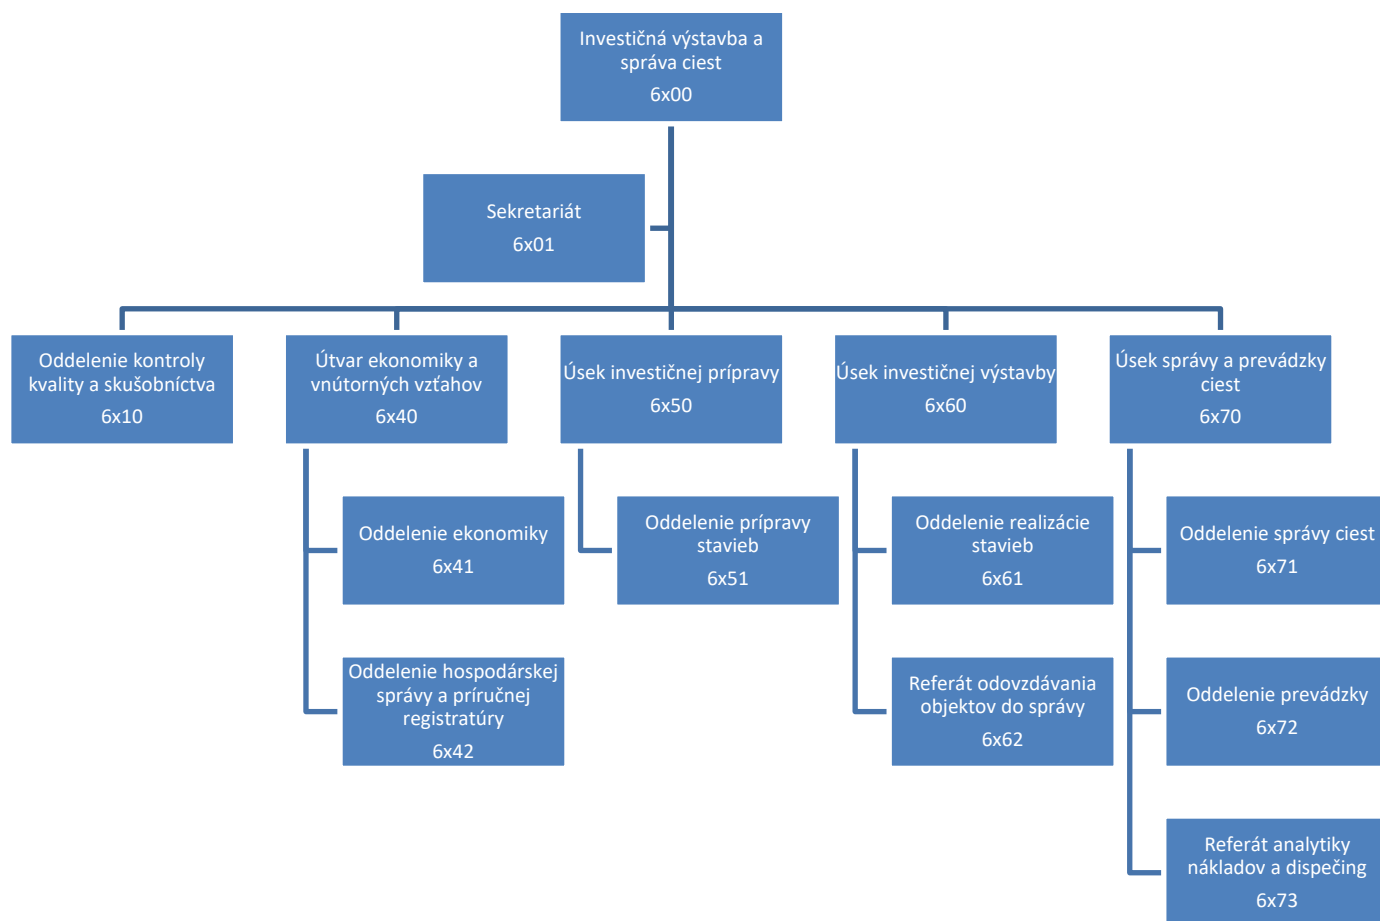 Investičná výstavba a
správa ciest
6x00
Sekretariát
6x01
Oddelenie kontroly
kvality a skušobníctva
6x10
Útvar ekonomiky a
vnútorných vzťahov
6x40
Úsek investičnej prípravy
6x50
Úsek investičnej výstavby
6x60
Úsek správy a prevádzky
ciest
6x70
Oddelenie ekonomiky
6x41
Oddelenie prípravy
stavieb
6x51
Oddelenie realizácie
stavieb
6x61
Oddelenie správy ciest
6x71
Oddelenie hospodárskej
správy a príručnej
registratúry
6x42
Referát odovzdávania
objektov do správy
6x62
Oddelenie prevádzky
6x72
Referát analytiky
nákladov a dispečing
6x73